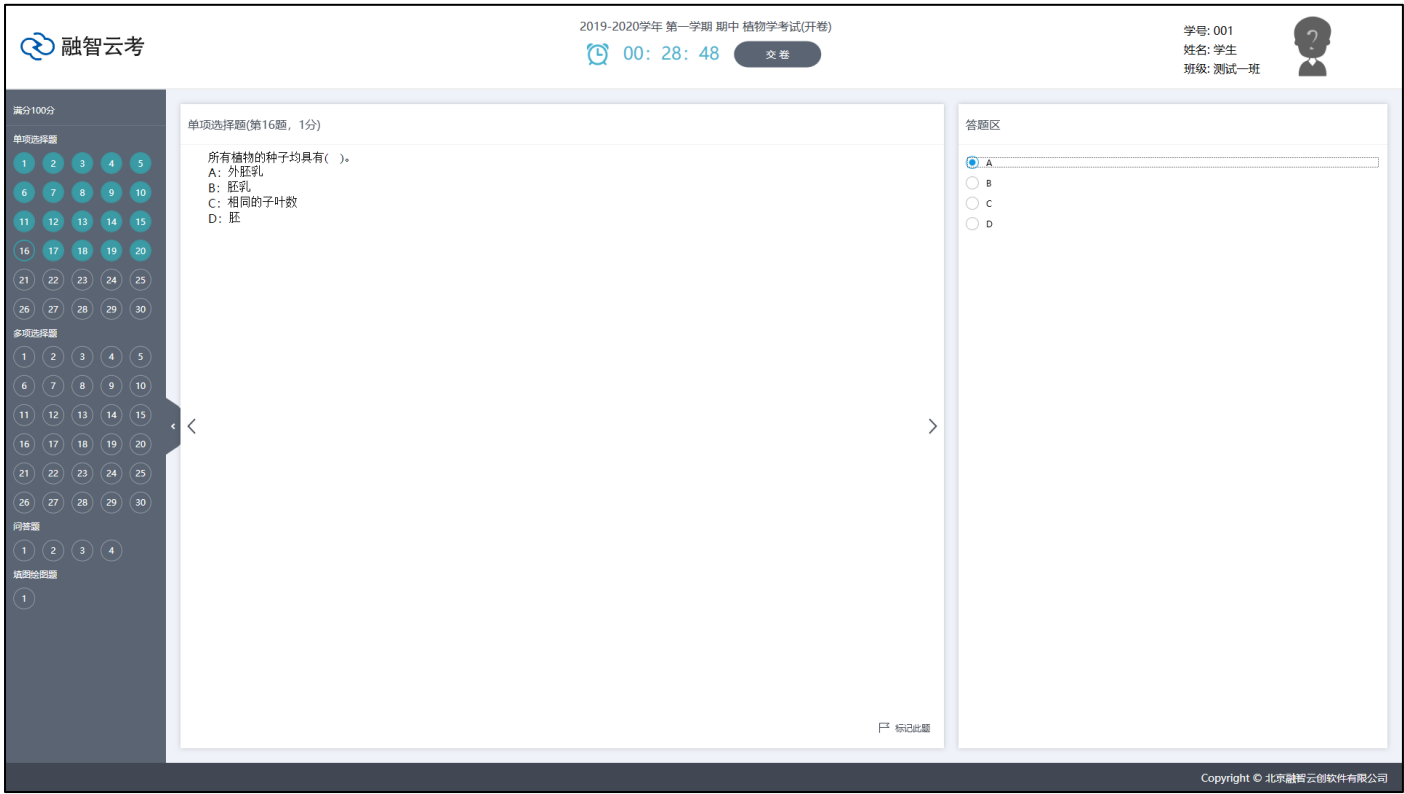 融智云考
2019-2020学年 第一学期 期中 植物学考试(开卷)
00：28：48
交卷
学号: 001
姓名: 学生
班级: 测试一班
满分100分
单项选择题
1 2 3 4 5
6 7 8 9 10
11 12 13 14 15
16 17 18 19 20
21 22 23 24 25
26 27 28 29 30
多项选择题
1 2 3 4 5
6 7 8 9 10
11 12 13 14 15
16 17 18 19 20
21 22 23 24 25
26 27 28 29 30
问答题
1 2 3 4
填图绘图题
1
单项选择题(第16题，1分)
所有植物的种子均具有( )。
A：外胚乳
B：胚乳
C：相同的子叶数
D：胚
标记此题
答题区
A
B
C
D
Copyright © 北京融智云创软件有限公司